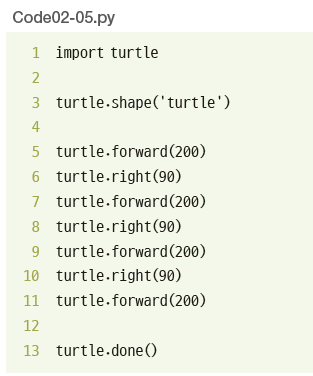 Code02-05.py
1 import turtle
2
3 turtle.shape('turtle')
4
5 turtle.forward(200)
6 turtle.right(90)
7 turtle.forward(200)
8 turtle.right(90)
9 turtle.forward(200)
10 turtle.right(90)
11 turtle.forward(200)
12
13 turtle.done()